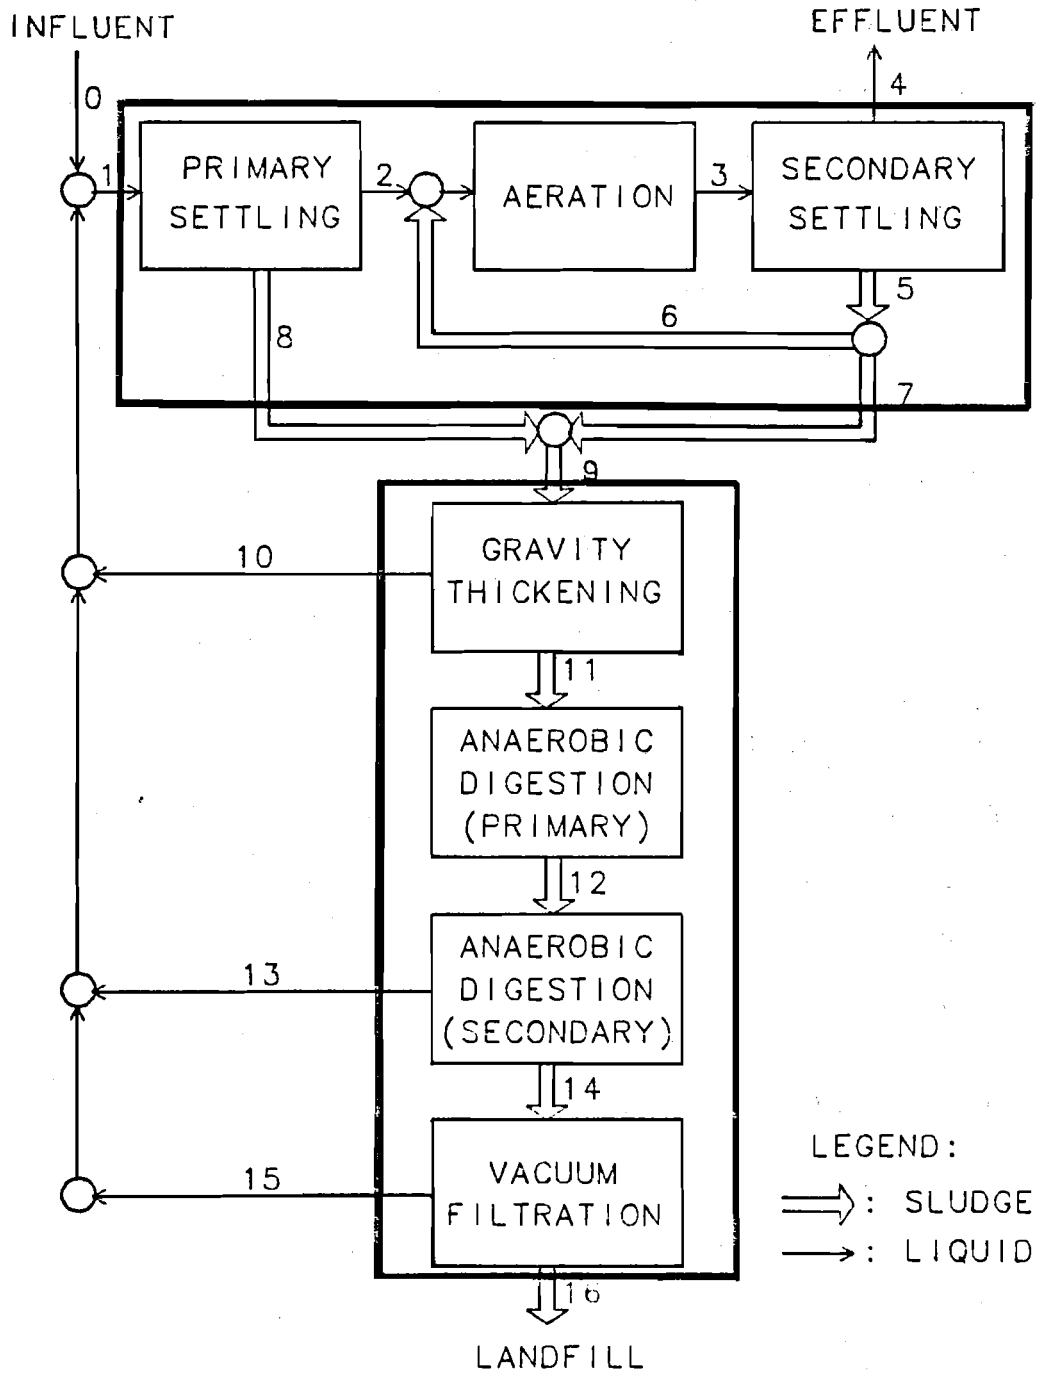 INFLUENT
EFFLUENT
0
4
1
PRIMARY
SETTLING
2
AERATION
3
SECONDARY
SETTLING
5
6
8
7
9
GRAVITY
THICKENING
10
11
ANAEROBIC
DIGESTION
(PRIMARY)
12
ANAEROBIC
DIGESTION
(SECONDARY)
13
14
VACUUM
FILTRATION
15
16
LANDFILL
LEGEND:
: SLUDGE
: LIQUID